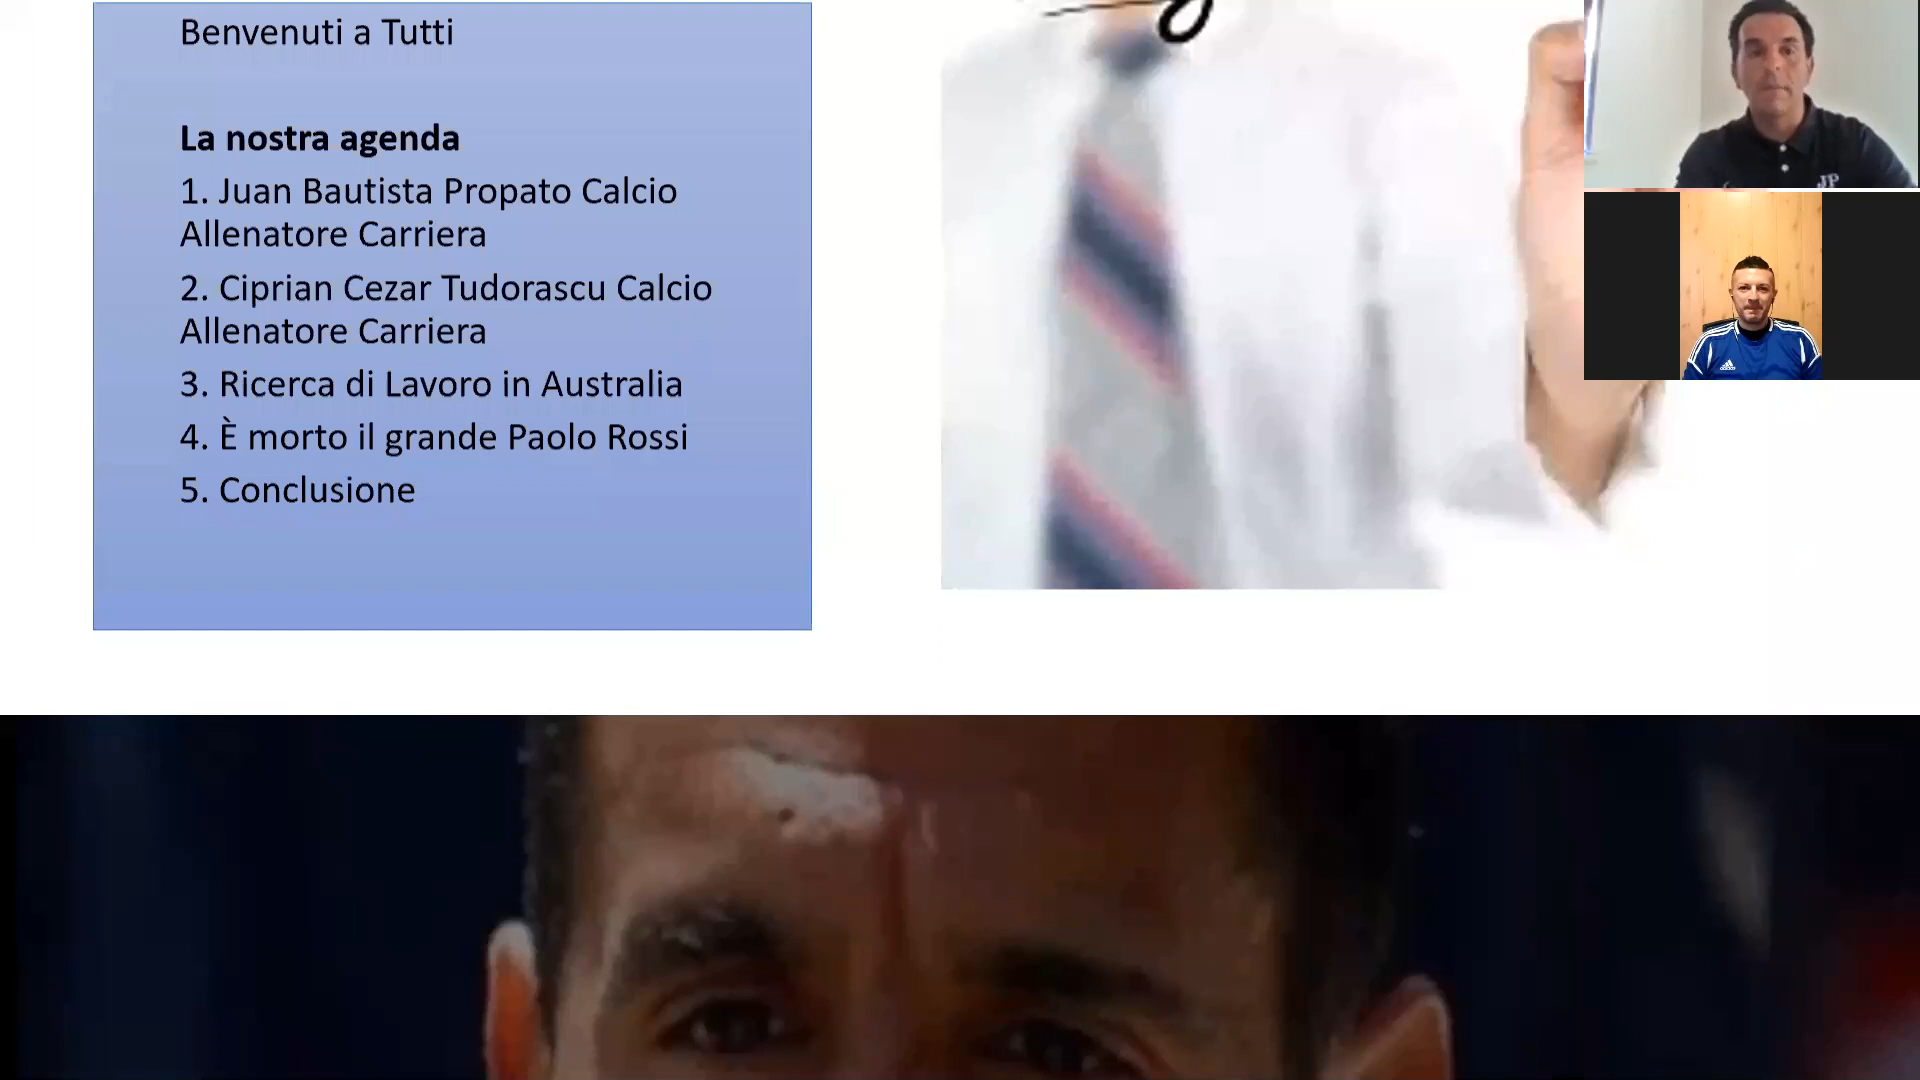 Benvenuti a Tutti
La nostra agenda
1. Juan Bautista Propato Calcio
Allenatore Carriera
2. Ciprian Cezar Tudorascu Calcio
Allenatore Carriera
3. Ricerca di Lavoro in Australia
4. È morto il grande Paolo Rossi
5. Conclusione
JP